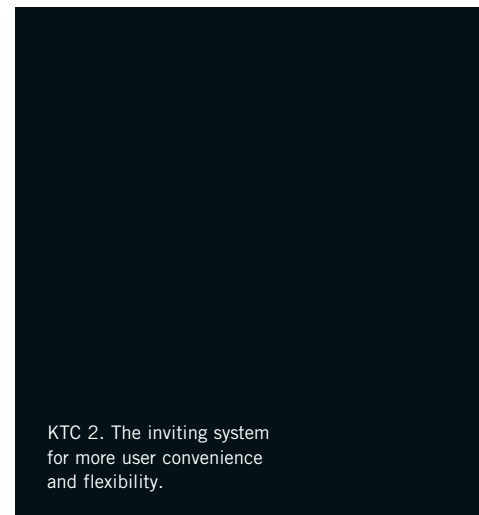 KTC 2. The inviting system
for more user convenience
and flexibility.